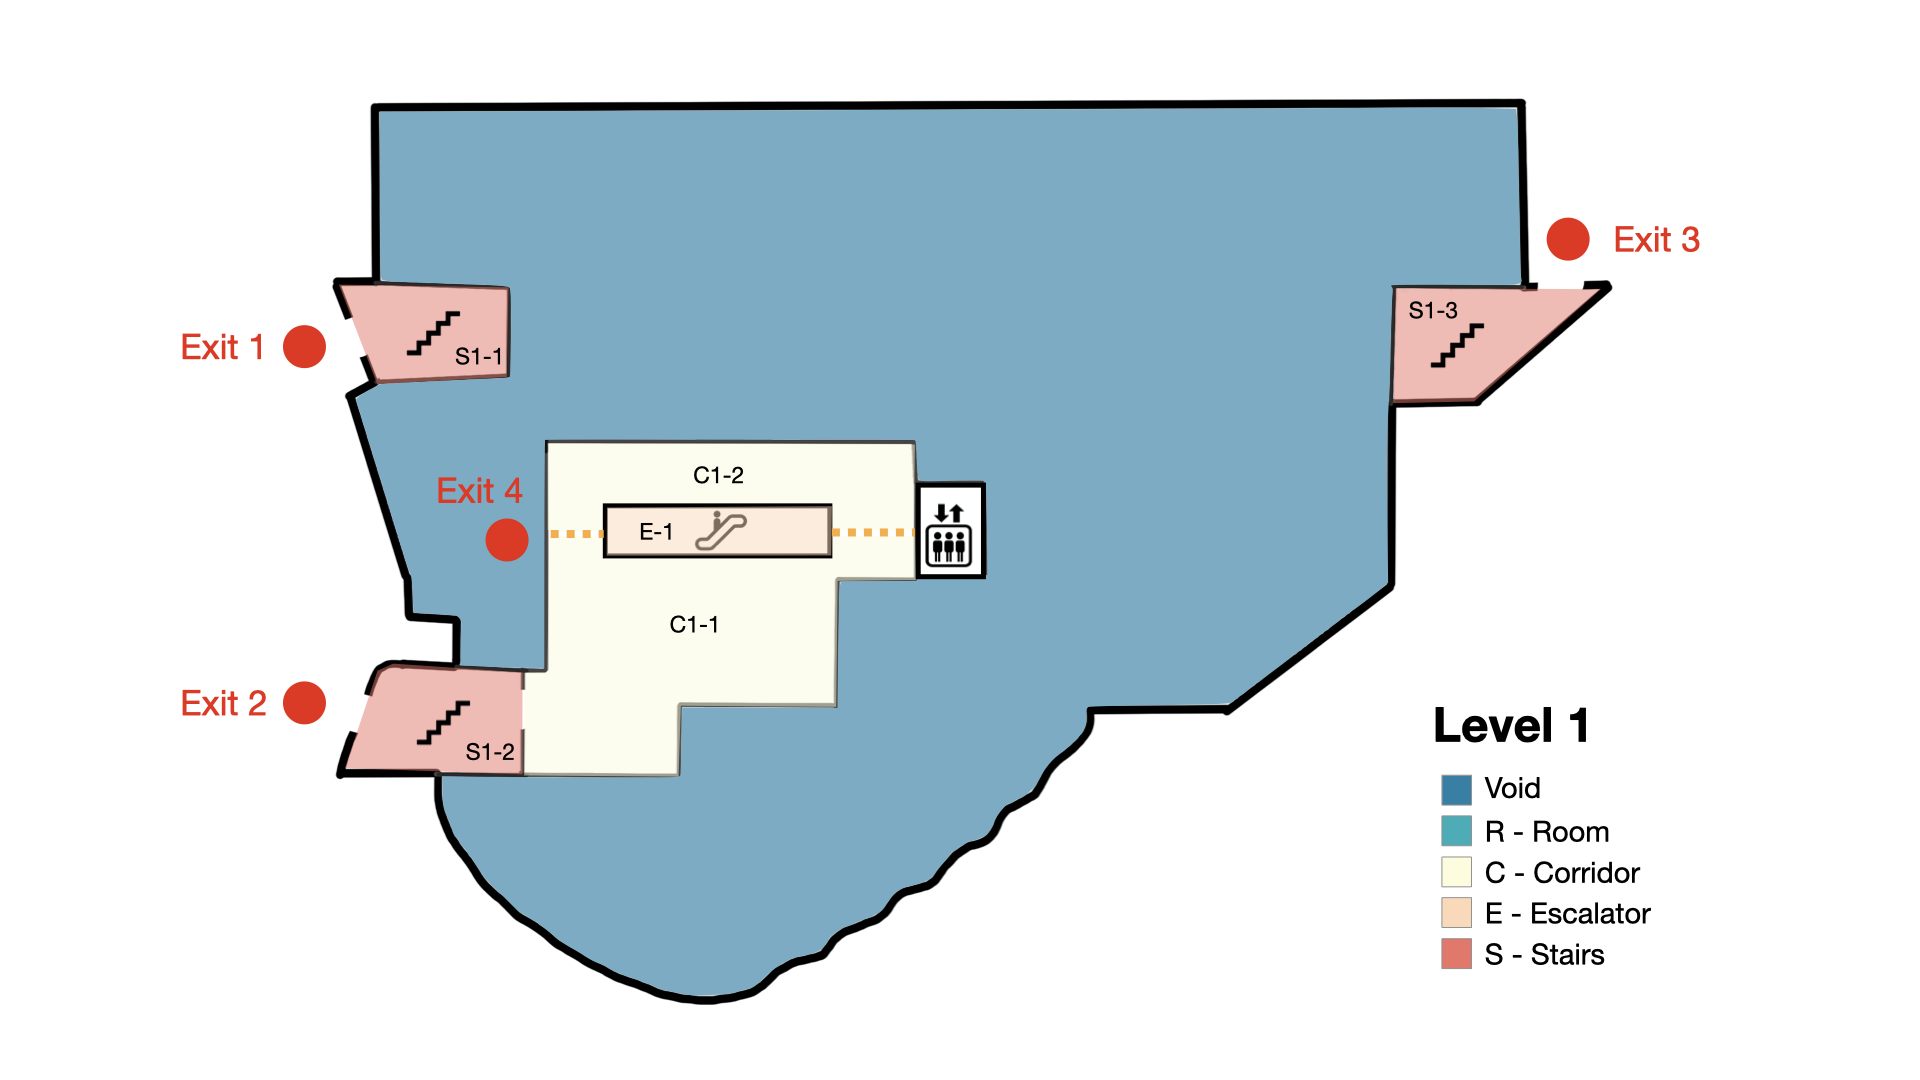 Exit 3
S1-3
Exit 1
S1-1
C1-2
Exit 4
E-1
C1-1
Exit 2
S1-2
Level 1
Void
R - Room
C - Corridor
E - Escalator
S - Stairs